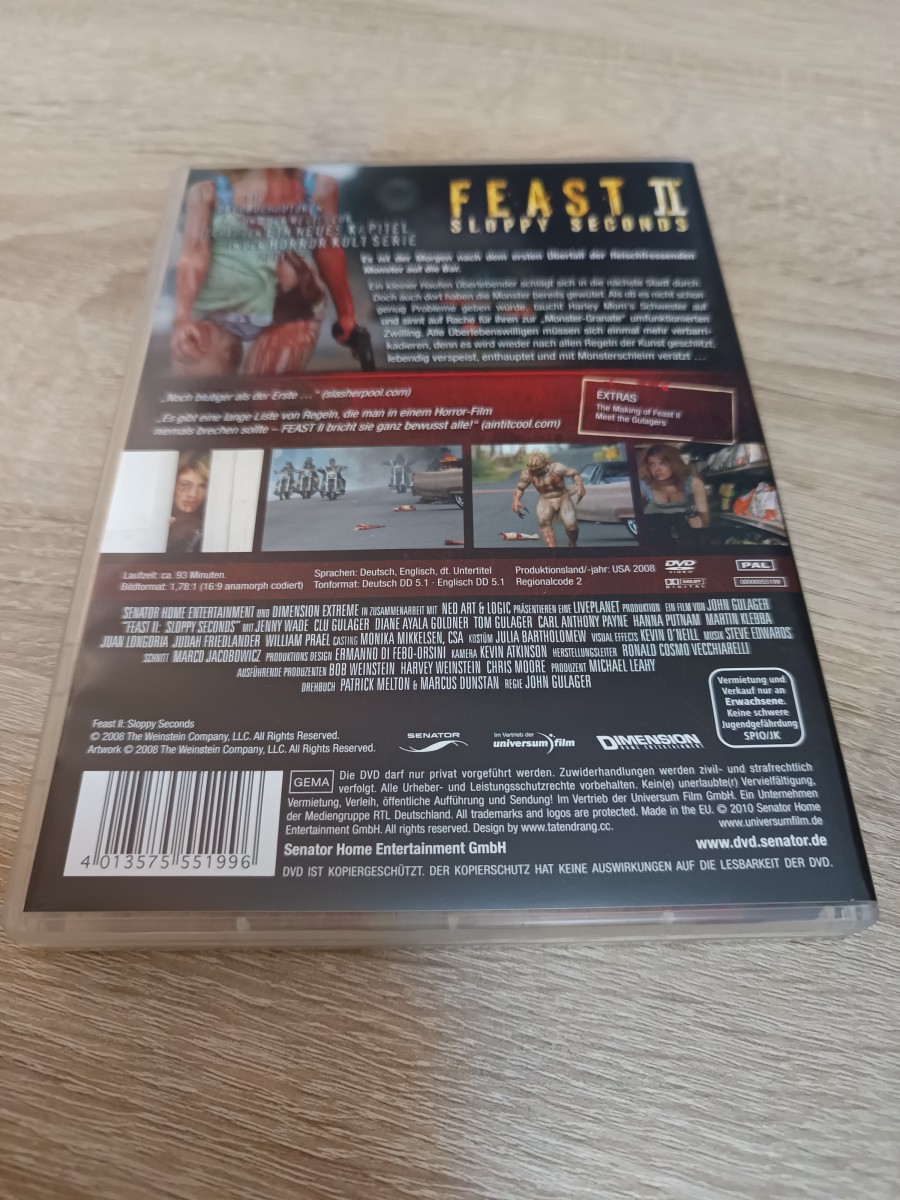 FEAST II
SLOPPY SECONDS
EIN NEUES KAPITEL
HORROR KULT SERIE
Es ist der Morgen nach dem ersten Überfall der fleischfressenden
Monster auf die Bar.
Ein kleiner Haufen Überlebender schlägt sich in die nächste Stadt durch.
Doch auch dort haben die Monster bereits gewütet. Als ob es nicht schon
genug Probleme geben würde, taucht Harley Mom's Schwester auf
und sinnt auf Rache für ihren zur „Monster-Granate" umfunktionierten
Zwilling. Alle Überlebenswilligen müssen sich einmal mehr verbarri-
kadieren, denn es wird wieder nach allen Regeln der Kunst geschlitzt,
lebendig verspeist, enthauptet und mit Monsterschleim verätzt ...
„Noch blutiger als der Erste ..." (slasherpool.com)
„Es gibt eine lange Liste von Regeln, die man in einem Horror-Film
niemals brechen sollte – FEAST II bricht sie ganz bewusst alle!" (aintitcool.com)
EXTRAS
The Making of Feast II
Meet the Gulagers
Laufzeit: ca. 93 Minuten.
Bildformat: 1,78:1 (16:9 anamorph codiert)
Sprachen: Deutsch, Englisch, dt. Untertitel
Tonformat: Deutsch DD 5.1 · Englisch DD 5.1
Produktionsland/-jahr: USA 2008
Regionalcode 2
DVD
VIDEO
DOLBY
DIGITAL
PAL
00000055199
SENATOR HOME ENTERTAINMENT UND DIMENSION EXTREME IN ZUSAMMENARBEIT MIT NEO ART & LOGIC PRÄSENTIEREN EINE LIVEPLANET PRODUKTION EIN FILM VON JOHN GULAGER
"FEAST II: SLOPPY SECONDS" MIT JENNY WADE CLU GULAGER DIANE AYALA GOLDNER TOM GULAGER CARL ANTHONY PAYNE HANNA PUTNAM MARTIN KLEBBA
JUAN LONGORIA JUDAH FRIEDLANDER WILLIAM PRAEL CASTING MONIKA MIKKELSEN, CSA KOSTÜM JULIA BARTHOLOMEW VISUAL EFFECTS KEVIN O'NEILL MUSIK STEVE EDWARDS
SCHNITT MARCO JACOBOWICZ PRODUKTIONS DESIGN ERMANNO DI FEBO-ORSINI KAMERA KEVIN ATKINSON HERSTELLUNGSLEITER RONALD COSMO VECCHIARELLI
AUSFÜHRENDE PRODUZENTEN BOB WEINSTEIN HARVEY WEINSTEIN CHRIS MOORE PRODUZENT MICHAEL LEAHY
DREHBUCH PATRICK MELTON & MARCUS DUNSTAN REGIE JOHN GULAGER
Vermietung und
Verkauf nur an
Erwachsene.
Keine schwere
Jugendgefährdung
SPIO/JK
Feast II: Sloppy Seconds
© 2008 The Weinstein Company, LLC. All Rights Reserved.
Artwork © 2008 The Weinstein Company, LLC. All Rights Reserved.
SENATOR
Im Vertrieb der
universum film
DIMENSION
HOME ENTERTAINMENT
GEMA
Die DVD darf nur privat vorgeführt werden. Zuwiderhandlungen werden zivil- und strafrechtlich
verfolgt. Alle Urheber- und Leistungsschutzrechte vorbehalten. Kein(e) unerlaubte(r) Vervielfältigung,
Vermietung, Verleih, öffentliche Aufführung und Sendung! Im Vertrieb der Universum Film GmbH. Ein Unternehmen
der Mediengruppe RTL Deutschland. All trademarks and logos are protected. Made in the EU. © 2010 Senator Home
Entertainment GmbH. All rights reserved. Design by www.tatendrang.cc.
www.universumfilm.de
Senator Home Entertainment GmbH
www.dvd.senator.de
DVD IST KOPIERGESCHÜTZT. DER KOPIERSCHUTZ HAT KEINE AUSWIRKUNGEN AUF DIE LESBARKEIT DER DVD.
4 013575 551996